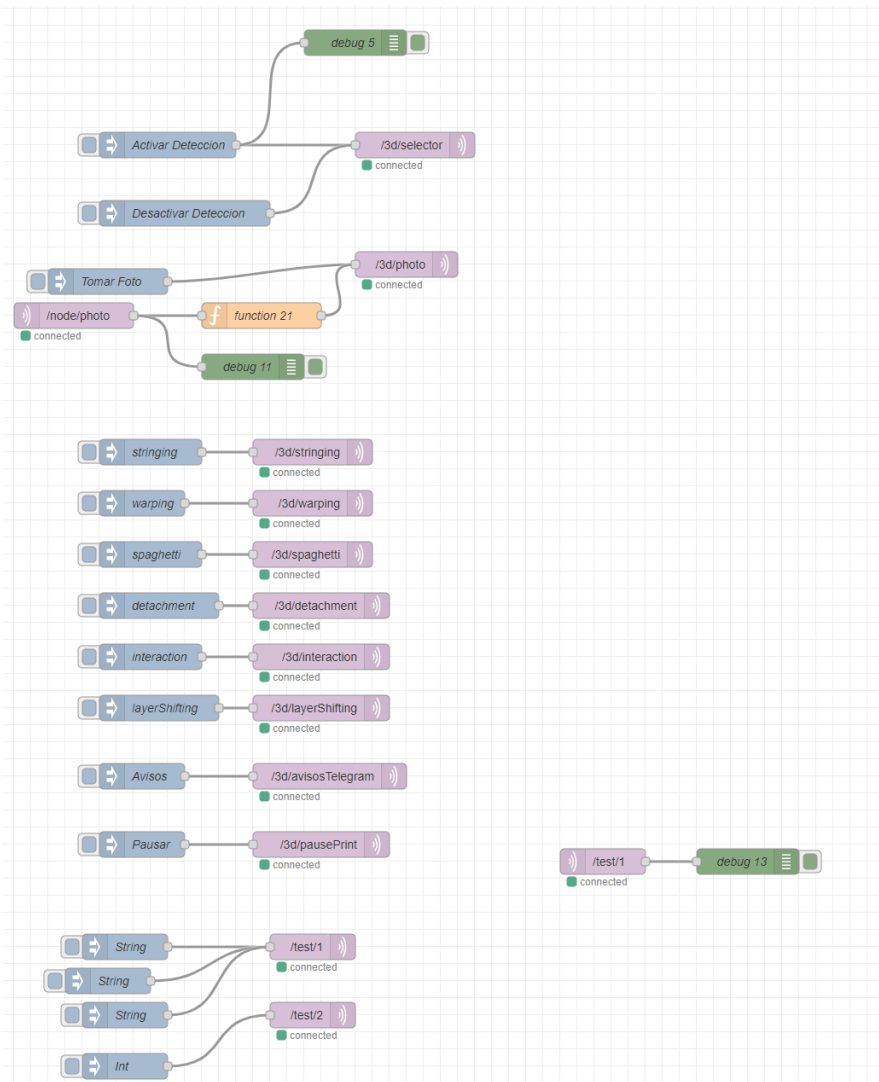 debug 5
Activar Deteccion
/3d/selector
connected
Desactivar Deteccion
/3d/photo
connected
Tomar Foto
/node/photo
connected
function 21
debug 11
stringing
/3d/stringing
connected
warping
/3d/warping
connected
spaghetti
/3d/spaghetti
connected
detachment
/3d/detachment
connected
interaction
/3d/interaction
connected
layerShifting
/3d/layerShifting
connected
Avisos
/3d/avisosTelegram
connected
Pausar
/3d/pausePrint
connected
/test/1
connected
debug 13
String
/test/1
connected
String
String
/test/2
connected
Int